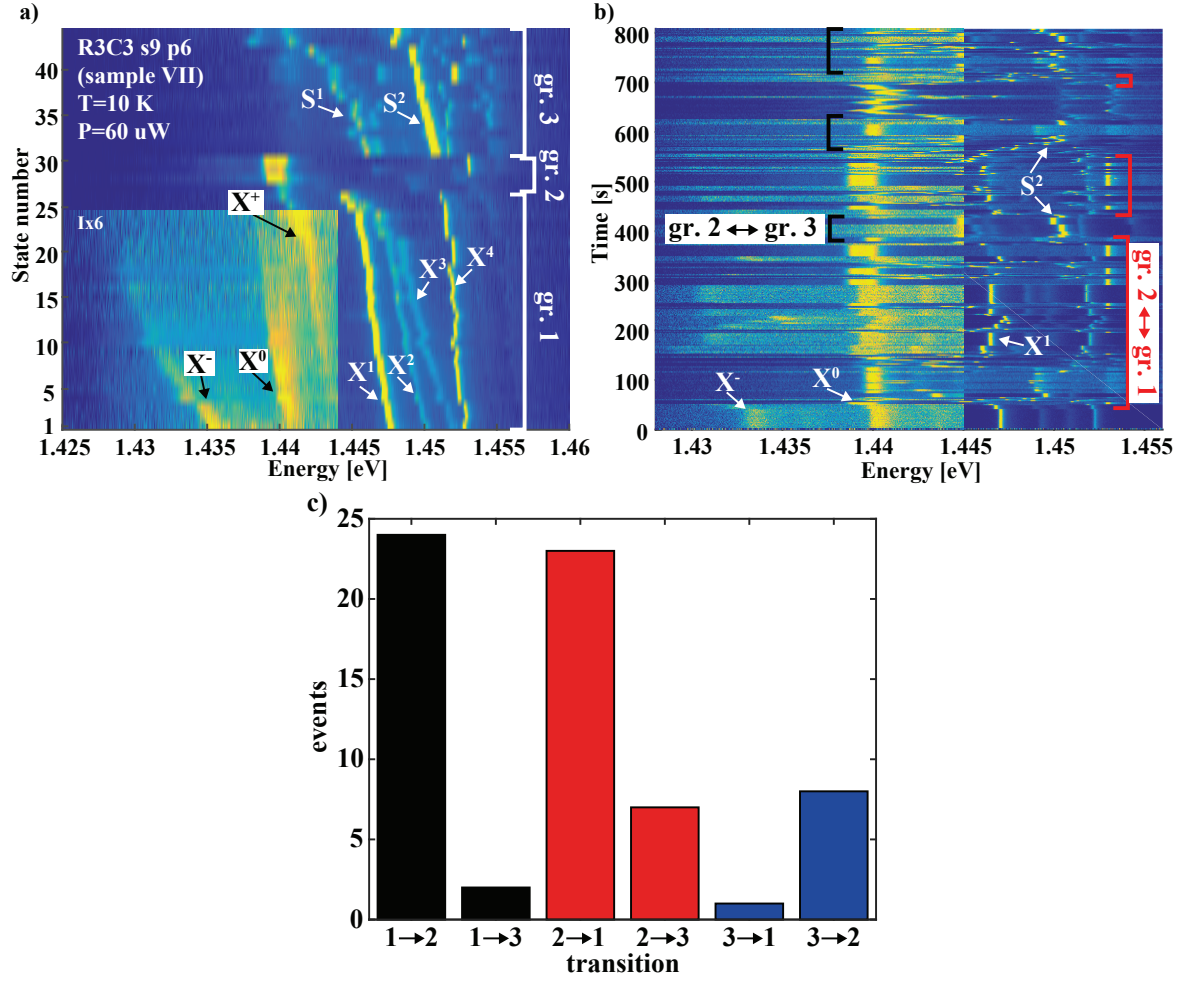 a)
R3C3 s9 p6
(sample VII)
T=10 K
P=60 uW
S¹
S²
gr. 3
gr. 2
gr. 1
X⁺
Ix6
X³
X⁴
X⁻
X⁰
X¹
X²
State number
40
35
30
25
20
15
10
5
1
1.425
1.43
1.435
1.44
1.445
1.45
1.455
1.46
Energy [eV]
b)
800
700
600
500
400
300
200
100
0
Time [s]
S²
gr. 2 ↔ gr. 3
gr. 2 ↔ gr. 1
X¹
X⁻
X⁰
1.43
1.435
1.44
1.445
1.45
1.455
Energy [eV]
c)
25
20
15
10
5
0
events
1→2
1→3
2→1
2→3
3→1
3→2
transition